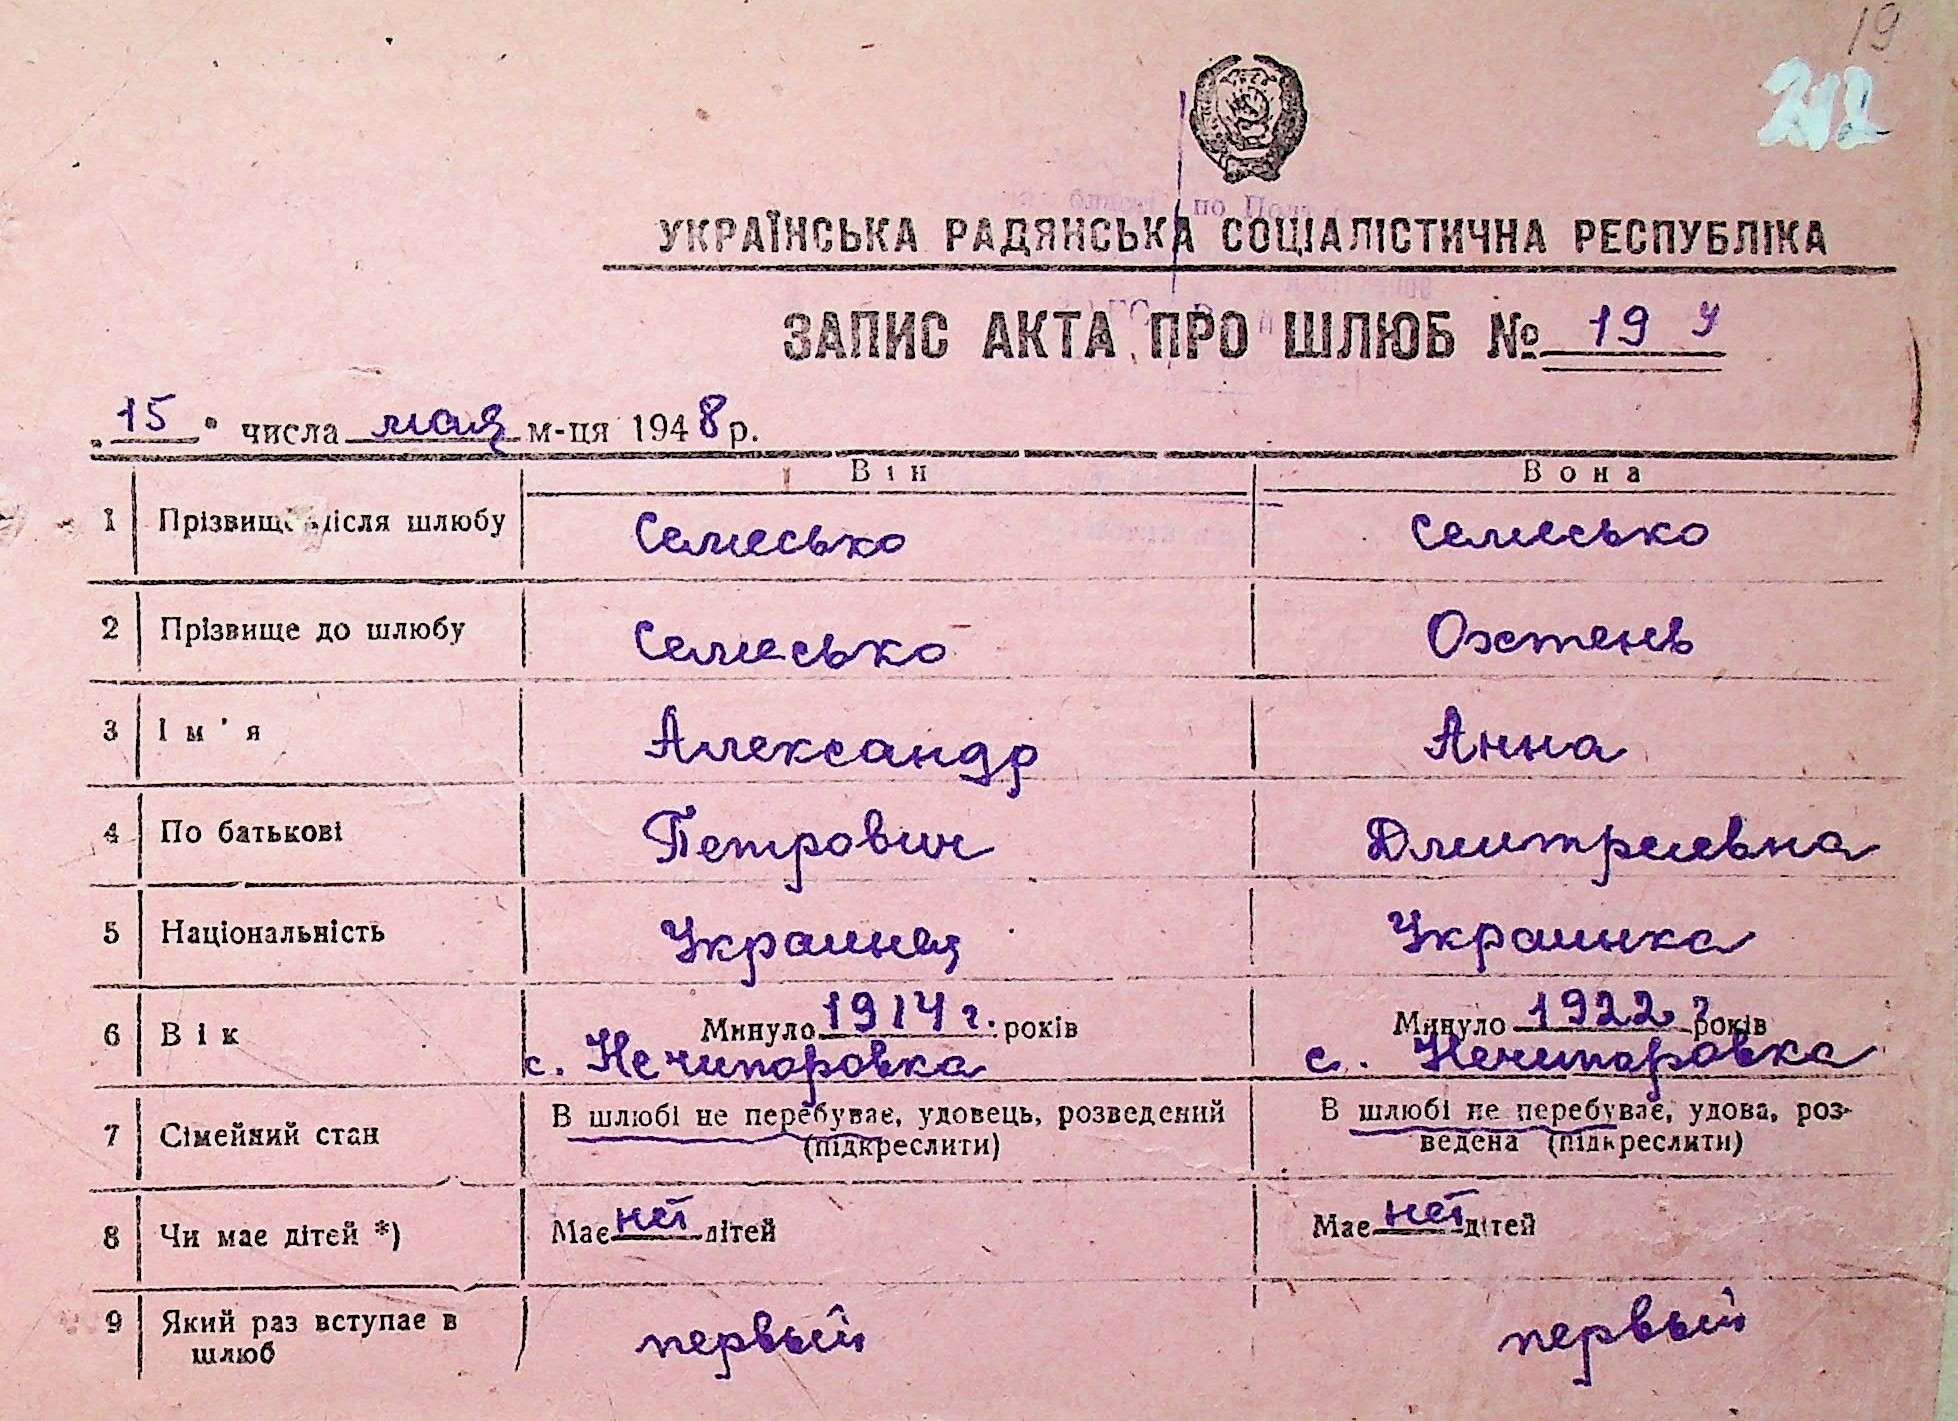 19
212
УКРАЇНСЬКА РАДЯНСЬКА СОЦІАЛІСТИЧНА РЕСПУБЛІКА
ЗАПИС АКТА ПРО ШЛЮБ № 19 у
"15" числа мая м-ця 1948 р.
Він Вона
1 Прізвище після шлюбу Семесько Семесько
2 Прізвище до шлюбу Семесько Охтень
3 Ім'я Александр Анна
4 По батькові Петрович Дмитриевна
5 Національність Украинец Украинка
6 Вік Минуло 1914 г. років Минуло 1922 г років
с. Нечипоровка с. Нечипоровка
7 Сімейний стан В шлюбі не перебуває, удовець, розведений В шлюбі не перебуває, удова, роз-
(підкреслити) ведена (підкреслити)
8 Чи має дітей *) Має нет дітей Має нет дітей
9 Який раз вступає в первый первый
шлюб